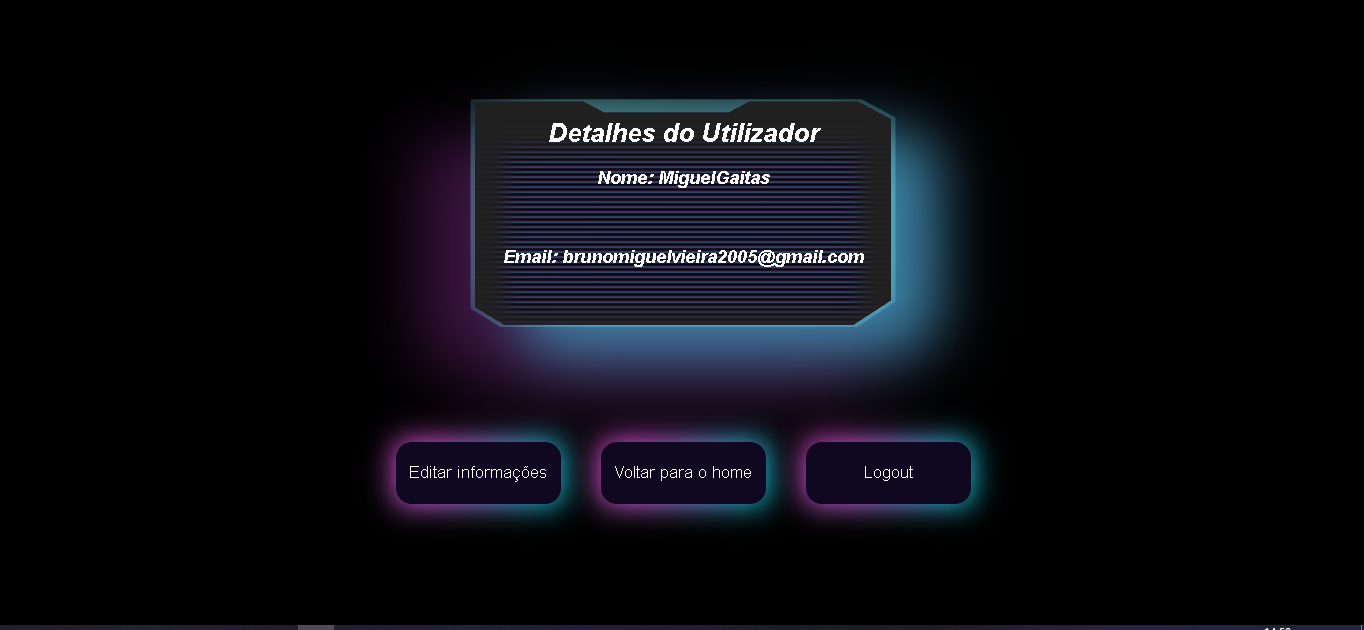 Detalhes do Utilizador
Nome: MiguelGaitas
Email: brunomiguelvieira2005@gmail.com
Editar informações
Voltar para o home
Logout